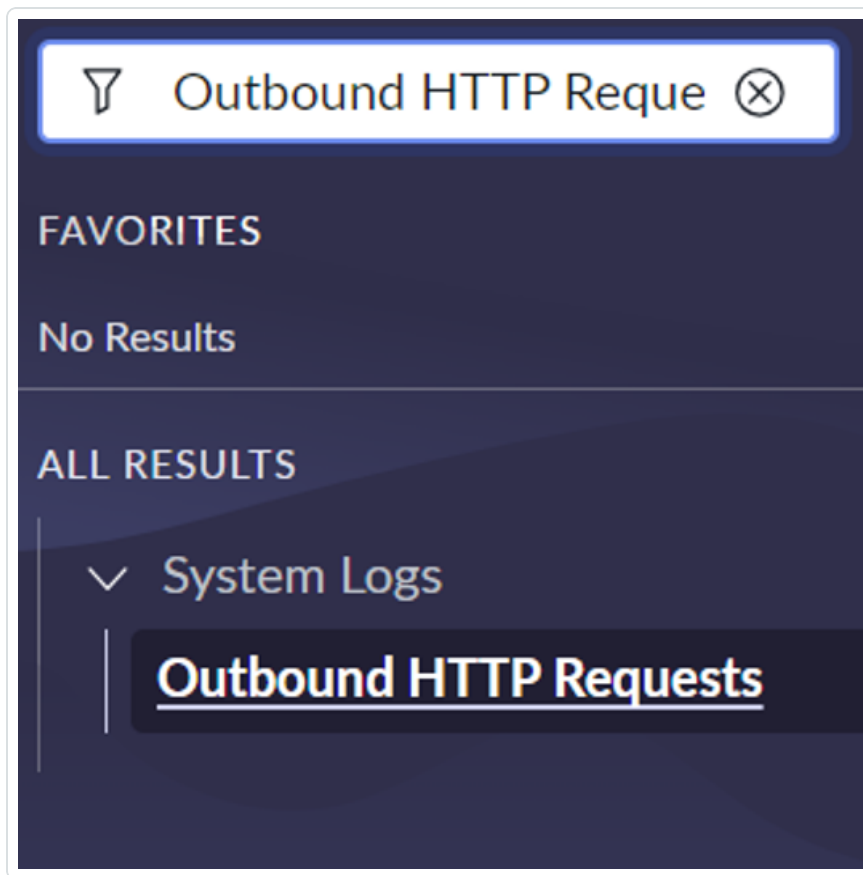 Outbound HTTP Reque
FAVORITES
No Results
ALL RESULTS
System Logs
Outbound HTTP Requests